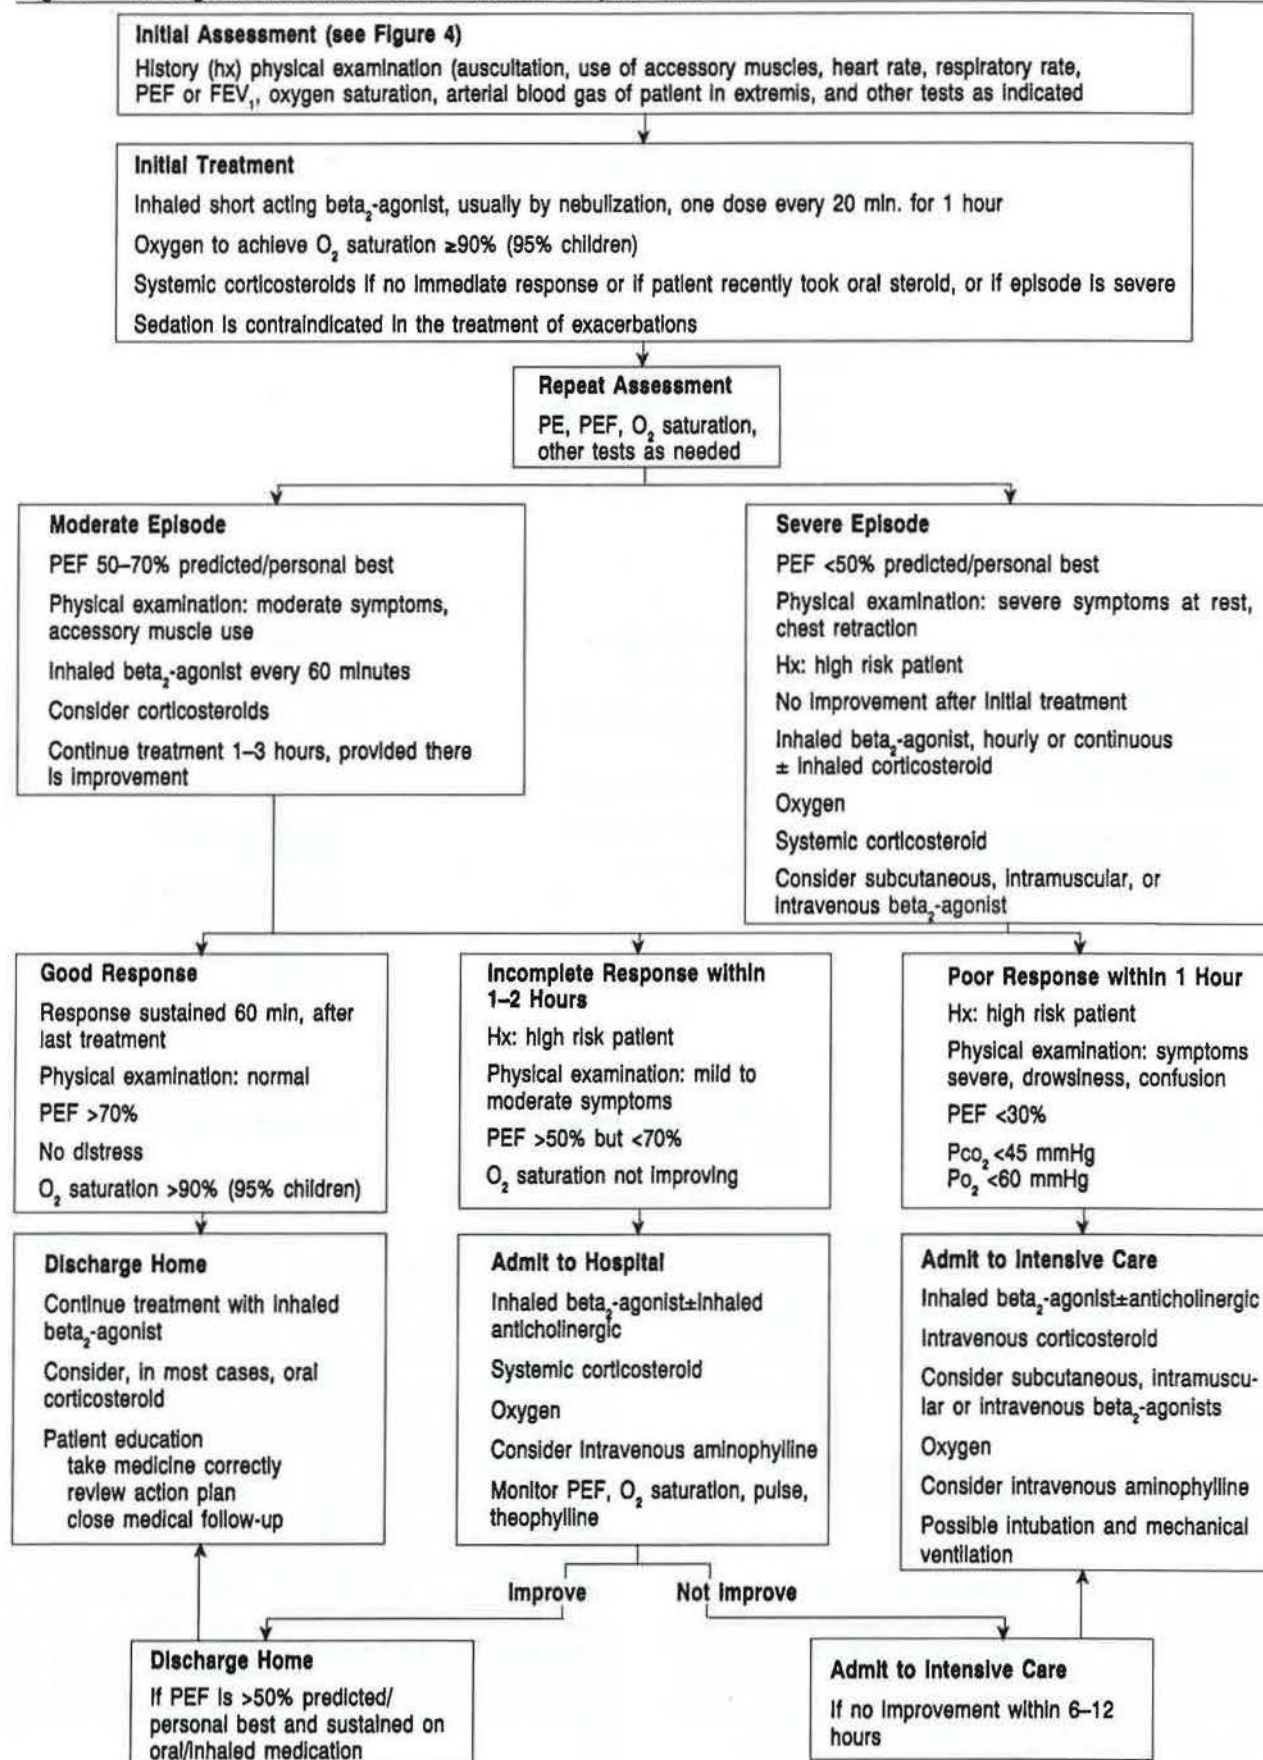 Initial Assessment (see Figure 4)
History (hx) physical examination (auscultation, use of accessory muscles, heart rate, respiratory rate,
PEF or FEV₁, oxygen saturation, arterial blood gas of patient in extremis, and other tests as indicated
Initial Treatment
Inhaled short acting beta₂-agonist, usually by nebulization, one dose every 20 min. for 1 hour
Oxygen to achieve O₂ saturation ≥90% (95% children)
Systemic corticosteroids if no immediate response or if patient recently took oral steroid, or if episode is severe
Sedation is contraindicated in the treatment of exacerbations
Repeat Assessment
PE, PEF, O₂ saturation,
other tests as needed
Moderate Episode
PEF 50–70% predicted/personal best
Physical examination: moderate symptoms,
accessory muscle use
Inhaled beta₂-agonist every 60 minutes
Consider corticosteroids
Continue treatment 1–3 hours, provided there
is improvement
Severe Episode
PEF <50% predicted/personal best
Physical examination: severe symptoms at rest,
chest retraction
Hx: high risk patient
No improvement after initial treatment
Inhaled beta₂-agonist, hourly or continuous
± inhaled corticosteroid
Oxygen
Systemic corticosteroid
Consider subcutaneous, intramuscular, or
intravenous beta₂-agonist
Good Response
Response sustained 60 min, after
last treatment
Physical examination: normal
PEF >70%
No distress
O₂ saturation >90% (95% children)
Incomplete Response within
1–2 Hours
Hx: high risk patient
Physical examination: mild to
moderate symptoms
PEF >50% but <70%
O₂ saturation not improving
Poor Response within 1 Hour
Hx: high risk patient
Physical examination: symptoms
severe, drowsiness, confusion
PEF <30%
Pco₂ <45 mmHg
Po₂ <60 mmHg
Discharge Home
Continue treatment with inhaled
beta₂-agonist
Consider, in most cases, oral
corticosteroid
Patient education
take medicine correctly
review action plan
close medical follow-up
Admit to Hospital
Inhaled beta₂-agonist±inhaled
anticholinergic
Systemic corticosteroid
Oxygen
Consider intravenous aminophylline
Monitor PEF, O₂ saturation, pulse,
theophylline
Admit to Intensive Care
Inhaled beta₂-agonist±anticholinergic
Intravenous corticosteroid
Consider subcutaneous, intramuscu-
lar or intravenous beta₂-agonists
Oxygen
Consider intravenous aminophylline
Possible intubation and mechanical
ventilation
Improve
Not improve
Discharge Home
If PEF is >50% predicted/
personal best and sustained on
oral/inhaled medication
Admit to Intensive Care
If no improvement within 6–12
hours